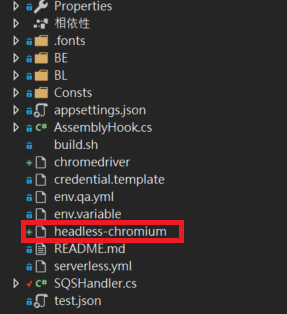 Properties
相依性
.fonts
BE
BL
Consts
appsettings.json
AssemblyHook.cs
build.sh
chromedriver
credential.template
env.qa.yml
env.variable
headless-chromium
README.md
serverless.yml
SQSHandler.cs
test.json